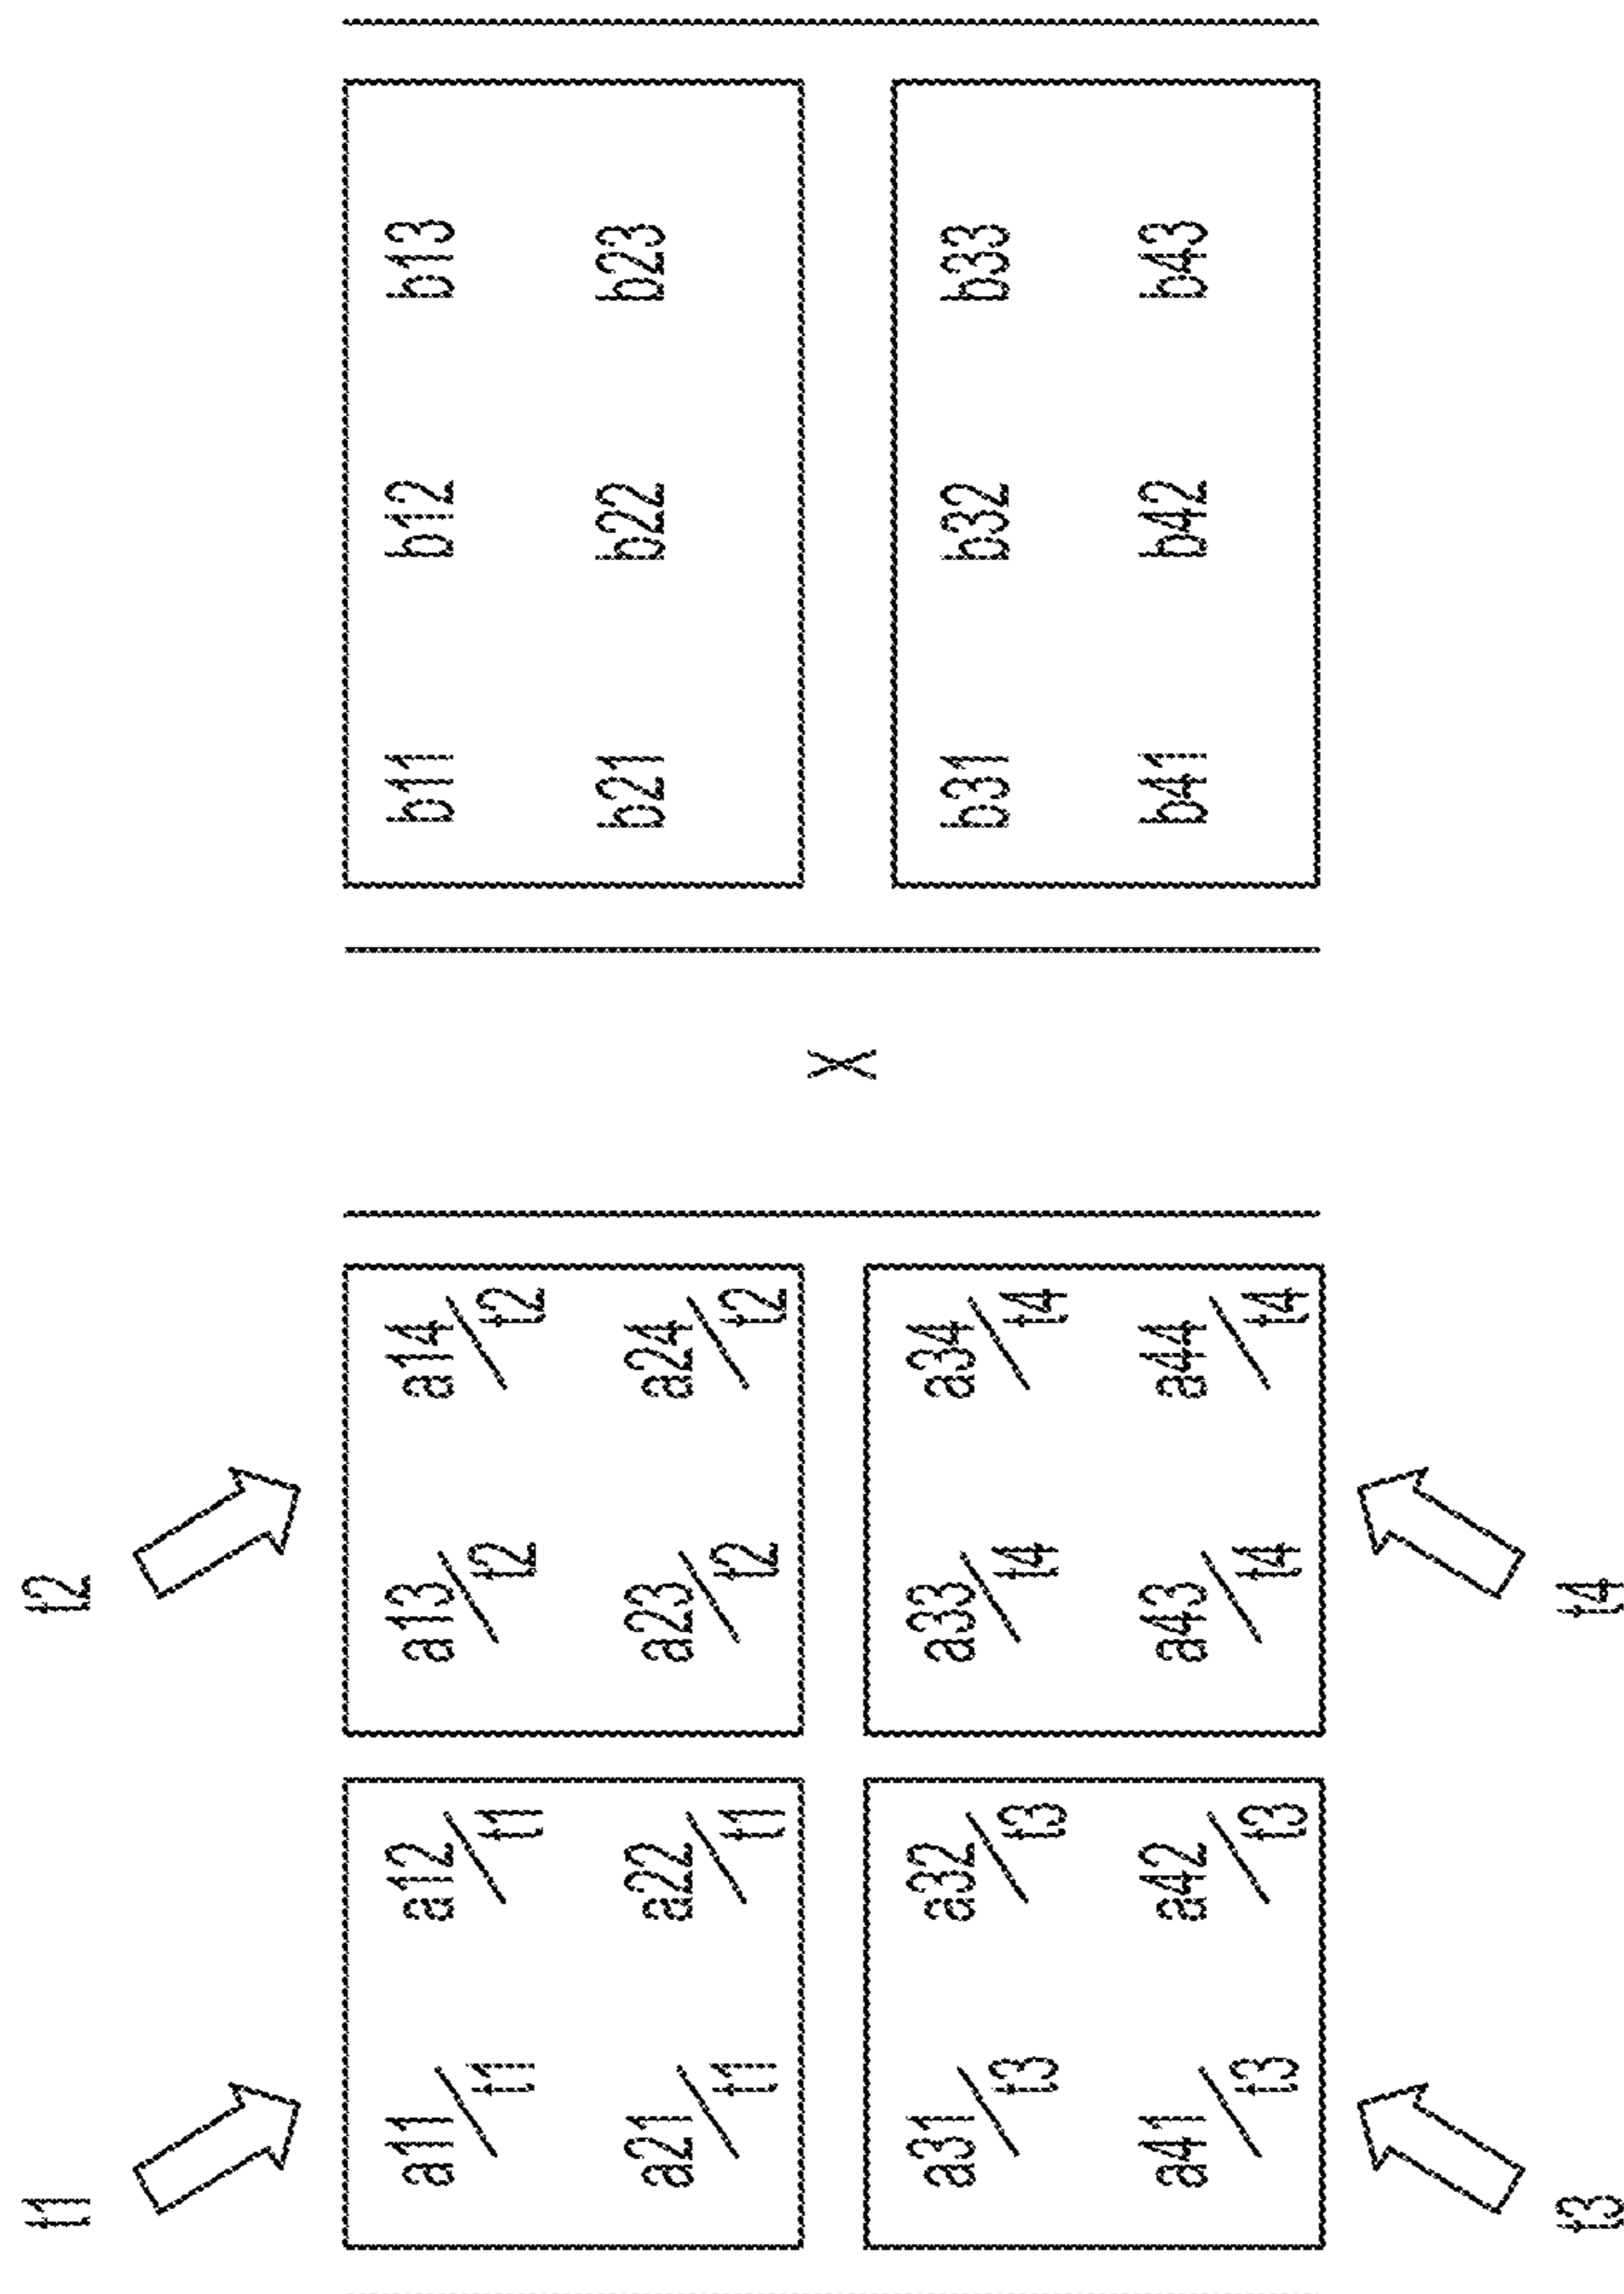 t1 t2
a11/t1 a12/t1 a13/t2 a14/t2 b11 b12 b13
a21/t1 a22/t1 a23/t2 a24/t2 b21 b22 b23
X
a31/t3 a32/t3 a33/t4 a34/t4 b31 b32 b33
a41/t3 a42/t3 a43/t4 a44/t4 b41 b42 b43
t3 t4